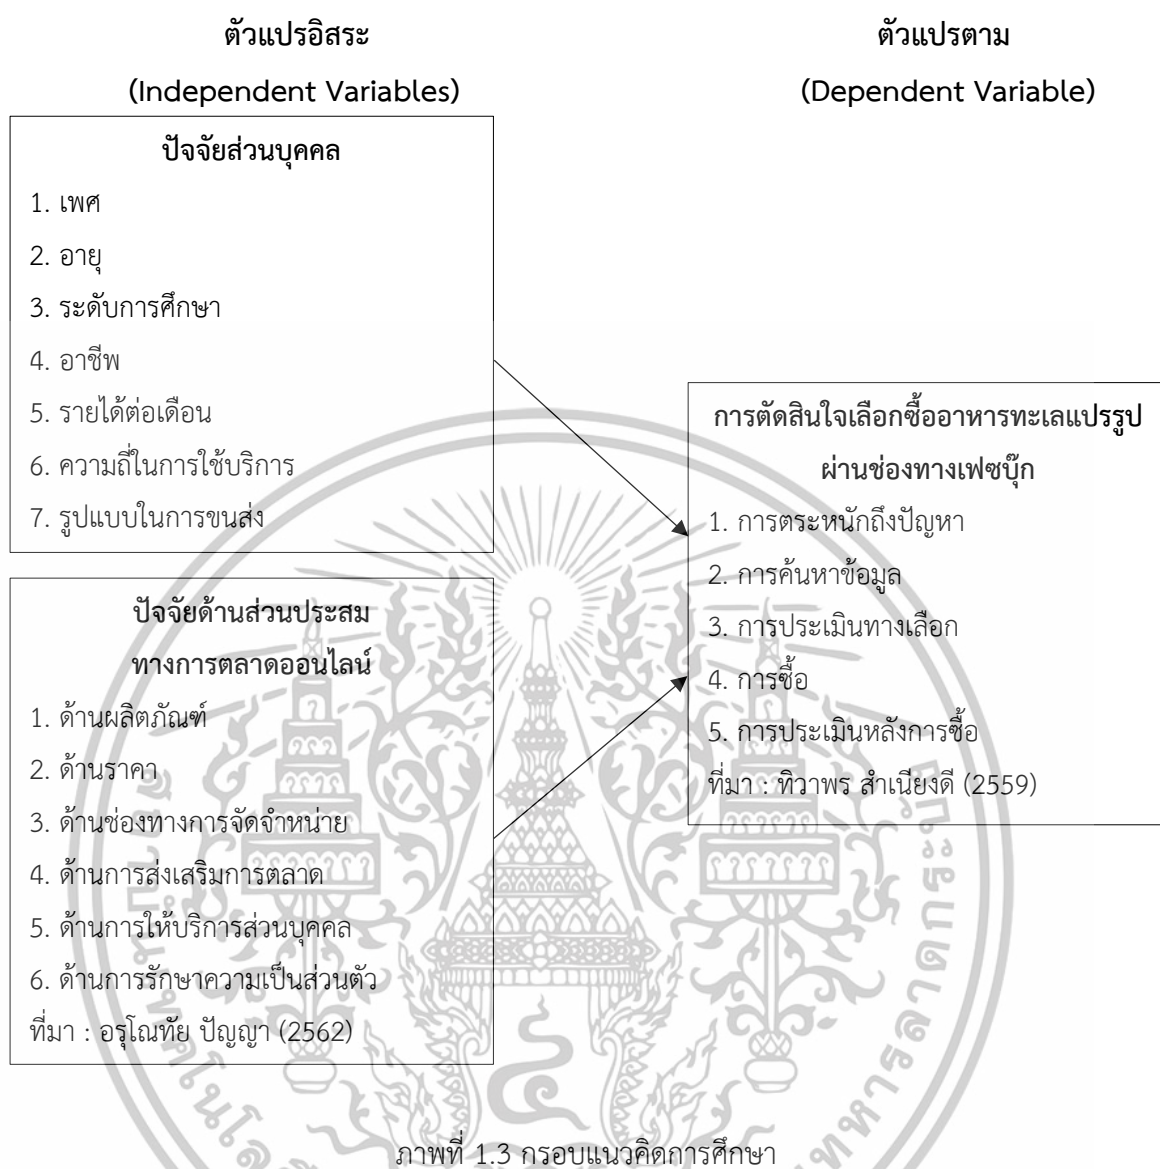 ตัวแปรอิสระ
(Independent Variables)
ตัวแปรตาม
(Dependent Variable)
ปัจจัยส่วนบุคคล
1. เพศ
2. อายุ
3. ระดับการศึกษา
4. อาชีพ
5. รายได้ต่อเดือน
6. ความถี่ในการใช้บริการ
7. รูปแบบในการขนส่ง
ปัจจัยด้านส่วนประสม
ทางการตลาดออนไลน์
1. ด้านผลิตภัณฑ์
2. ด้านราคา
3. ด้านช่องทางการจัดจำหน่าย
4. ด้านการส่งเสริมการตลาด
5. ด้านการให้บริการส่วนบุคคล
6. ด้านการรักษาความเป็นส่วนตัว
ที่มา : อรุโณทัย ปัญญา (2562)
การตัดสินใจเลือกซื้ออาหารทะเลแปรรูป
ผ่านช่องทางเฟซบุ๊ก
1. การตระหนักถึงปัญหา
2. การค้นหาข้อมูล
3. การประเมินทางเลือก
4. การซื้อ
5. การประเมินหลังการซื้อ
ที่มา : ทิวาพร สำเนียงดี (2559)
ภาพที่ 1.3 กรอบแนวคิดการศึกษา